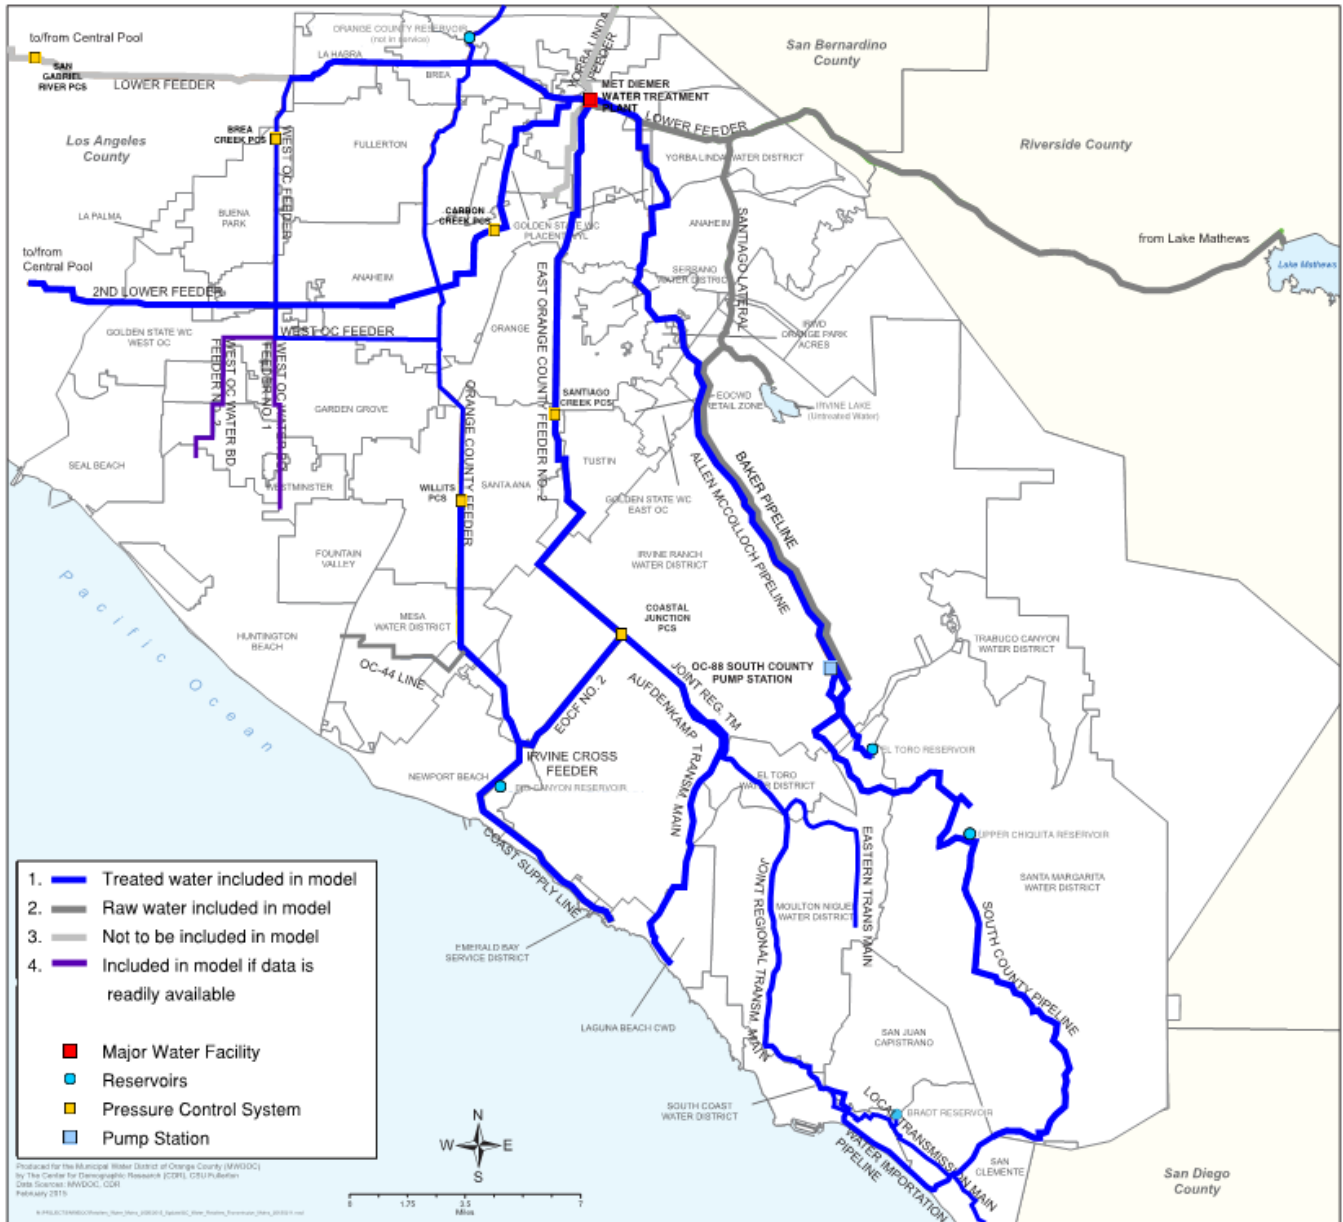 to/from Central Pool
SAN
GABRIEL
RIVER PCS
LOWER FEEDER
ORANGE COUNTY RESERVOIR
(not in service)
LA HABRA
BREA
YORBA LINDA
FEEDER
MET DIEMER
WATER TREATMENT
PLANT
LOWER FEEDER
San Bernardino
County
Riverside County
Los Angeles
County
BREA
CREEK PCS
WEST OC FEEDER
FULLERTON
YORBA LINDA WATER DISTRICT
LA PALMA
BUENA
PARK
CARBON
CREEK PCS
GOLDEN STATE WC
ANAHEIM
SANTIAGO LATERAL
from Lake Mathews
Lake Mathews
to/from
Central Pool
2ND LOWER FEEDER
ANAHEIM
SERRANO
WATER DISTRICT
EAST ORANGE COUNTY FEEDER NO. 2
GOLDEN STATE WC
WEST OC
WEST OC FEEDER
ORANGE
IRWD
ORANGE PARK
ACRES
WEST OC WATER BD.
FEEDER NO. 2
WEST OC WATER BD.
FEEDER NO. 1
GARDEN GROVE
ORANGE COUNTY FEEDER
SANTIAGO
CREEK PCS
EOCWD
RETAIL ZONE
IRVINE LAKE
(Untreated Water)
SEAL BEACH
WESTMINSTER
WILLITS
PCS
SANTA ANA
TUSTIN
GOLDEN STATE WC
EAST OC
BAKER PIPELINE
ALLEN MCCOLLOCH PIPELINE
FOUNTAIN
VALLEY
IRVINE RANCH
WATER DISTRICT
Pacific Ocean
HUNTINGTON
BEACH
MESA
WATER DISTRICT
OC-44 LINE
COASTAL
JUNCTION
PCS
TRABUCO CANYON
WATER DISTRICT
OC-88 SOUTH COUNTY
PUMP STATION
JOINT REG. TM
AUFDENKAMP TRANSM. MAIN
EOCF NO. 2
IRVINE CROSS
FEEDER
EL TORO RESERVOIR
NEWPORT BEACH
BIG CANYON RESERVOIR
EL TORO
WATER DISTRICT
COAST SUPPLY LINE
UPPER CHIQUITA RESERVOIR
EASTERN TRANS MAIN
SANTA MARGARITA
WATER DISTRICT
JOINT REGIONAL TRANSM. MAIN
MOULTON NIGUEL
WATER DISTRICT
SOUTH COUNTY PIPELINE
EMERALD BAY
SERVICE DISTRICT
LAGUNA BEACH CWD
SAN JUAN
CAPISTRANO
SOUTH COAST
WATER DISTRICT
BRADT RESERVOIR
LOCAL TRANSMISSION MAIN
WATER IMPORTATION
PIPELINE
SAN
CLEMENTE
San Diego
County
1. Treated water included in model
2. Raw water included in model
3. Not to be included in model
4. Included in model if data is
readily available
Major Water Facility
Reservoirs
Pressure Control System
Pump Station
N
W E
S
0 1.75 3.5 7
Miles
Produced for the Municipal Water District of Orange County (MWDOC)
by The Center for Demographic Research (CDR), CSU Fullerton
Data Sources: MWDOC, CDR
February 2015